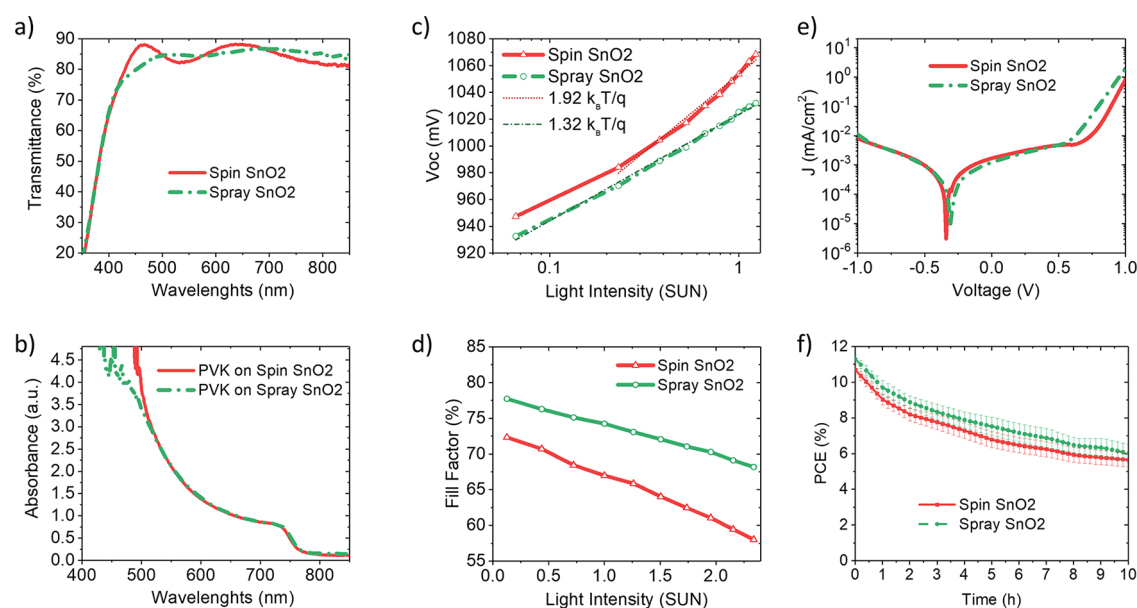 a)
90
80
70
60
50
40
30
20
Transmittance (%)
Spin SnO2
Spray SnO2
400 500 600 700 800
Wavelenghts (nm)
b)
4.5
4.0
3.5
3.0
2.5
2.0
1.5
1.0
0.5
0.0
Absorbance (a.u.)
PVK on Spin SnO2
PVK on Spray SnO2
400 500 600 700 800
Wavelenghts (nm)
c)
1080
1060
1040
1020
1000
980
960
940
920
Voc (mV)
Spin SnO2
Spray SnO2
1.92 kBT/q
1.32 kBT/q
0.1 1
Light Intensity (SUN)
d)
85
80
75
70
65
60
55
Fill Factor (%)
Spin SnO2
Spray SnO2
0.0 0.5 1.0 1.5 2.0
Light Intensity (SUN)
e)
10^1
10^0
10^-1
10^-2
10^-3
10^-4
10^-5
10^-6
J (mA/cm²)
Spin SnO2
Spray SnO2
-1.0 -0.5 0.0 0.5 1.0
Voltage (V)
f)
12
10
8
6
4
2
0
PCE (%)
Spin SnO2
Spray SnO2
0 1 2 3 4 5 6 7 8 9 10
Time (h)